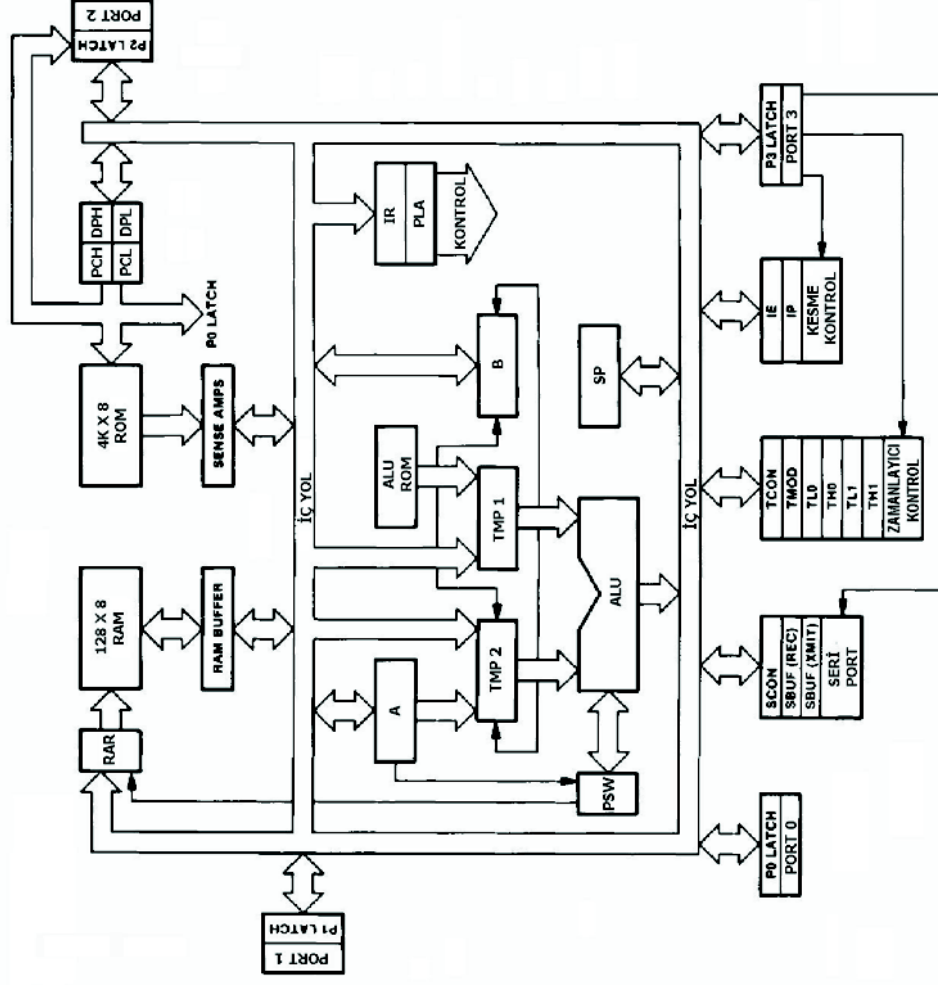 PORT 2
P2 LATCH
PCH
DPH
PCL
DPL
P0 LATCH
4K X 8
ROM
SENSE AMPS
128 X 8
RAM
RAM BUFFER
RAR
PORT 1
P1 LATCH
İÇ YOL
IR
PLA
KONTROL
B
ALU
ROM
TMP 1
TMP 2
A
ALU
PSW
SP
İÇ YOL
P0 LATCH
PORT 0
SCON
SBUF (REC)
SBUF (XMIT)
SERİ
PORT
TCON
TMOD
TL0
TH0
TL1
TH1
ZAMANLAYICI
KONTROL
IE
IP
KESME
KONTROL
P3 LATCH
PORT 3